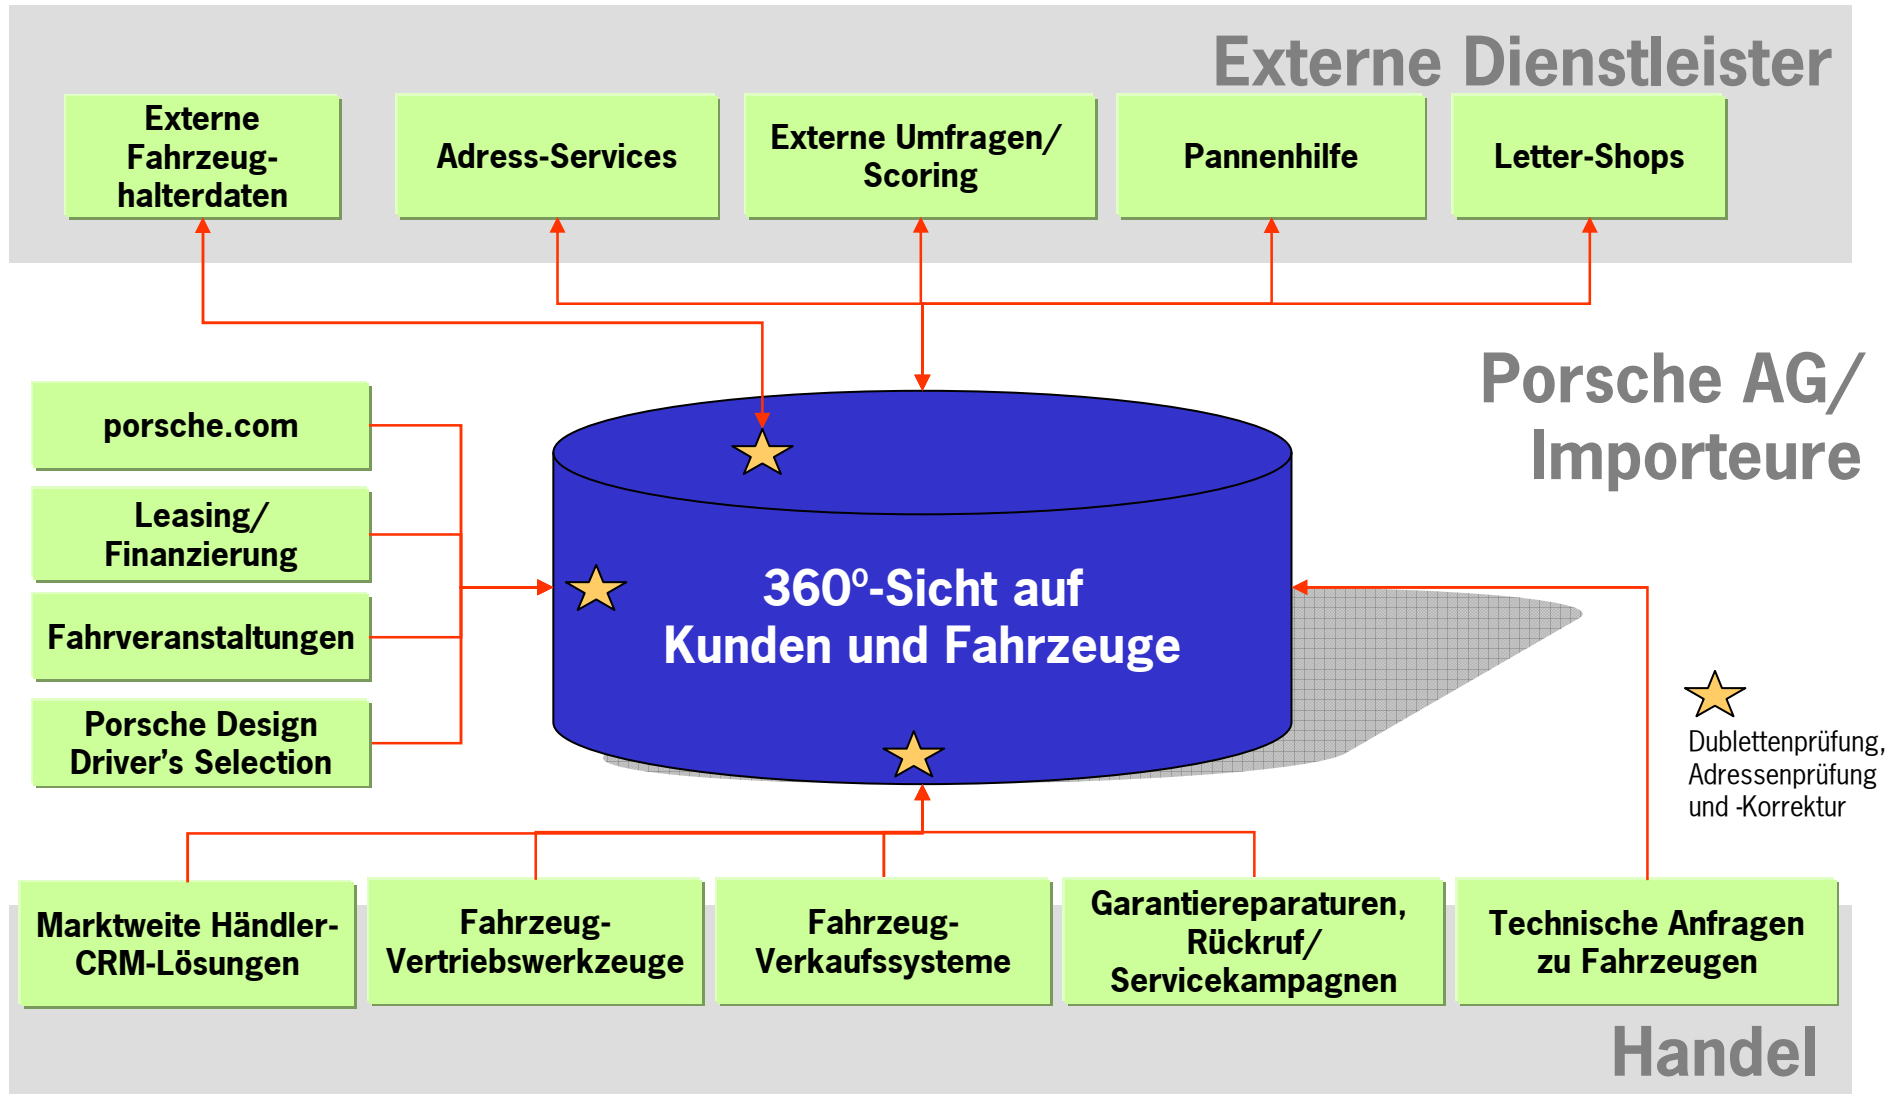 Externe Dienstleister
Externe
Fahrzeug-
halterdaten
Adress-Services
Externe Umfragen/
Scoring
Pannenhilfe
Letter-Shops
Porsche AG/
Importeure
porsche.com
Leasing/
Finanzierung
Fahrveranstaltungen
Porsche Design
Driver’s Selection
360º-Sicht auf
Kunden und Fahrzeuge
Dublettenprüfung,
Adressenprüfung
und -Korrektur
Marktweite Händler-
CRM-Lösungen
Fahrzeug-
Vertriebswerkzeuge
Fahrzeug-
Verkaufssysteme
Garantiereparaturen,
Rückruf/
Servicekampagnen
Technische Anfragen
zu Fahrzeugen
Handel